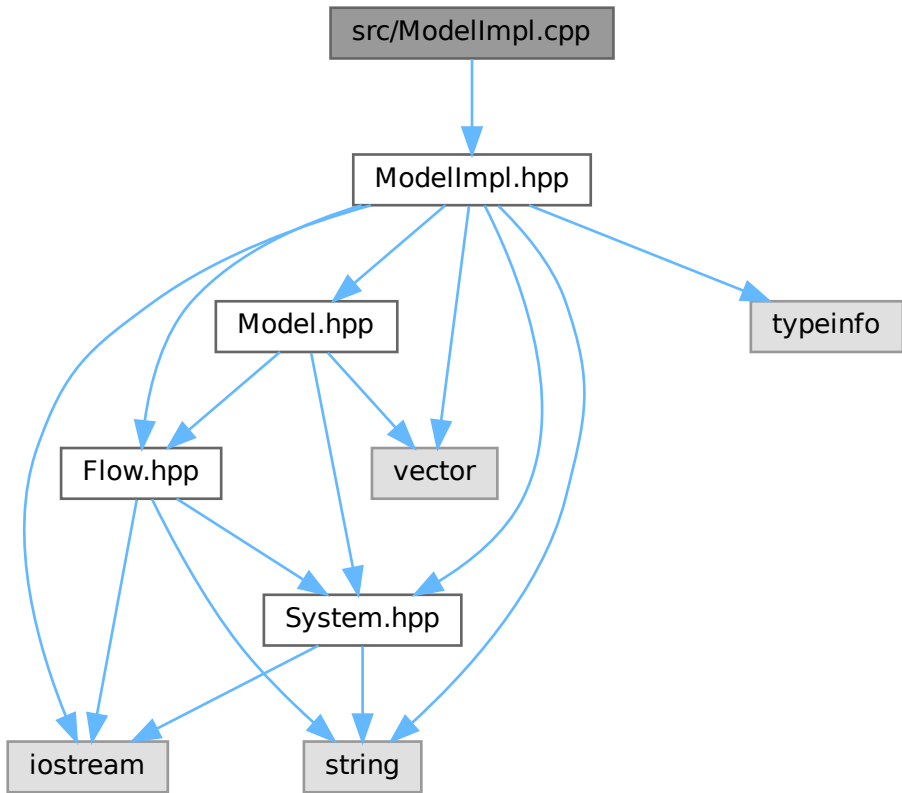 src/ModelImpl.cpp
ModelImpl.hpp
Model.hpp
typeinfo
Flow.hpp
vector
System.hpp
iostream
string